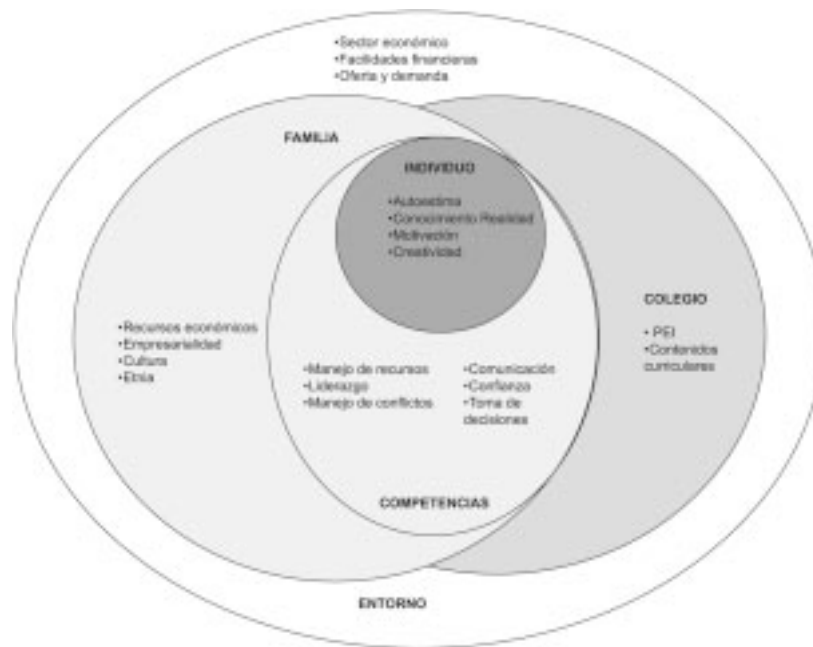 •Sector económico
•Facilidades financieras
•Oferta y demanda
FAMILIA
INDIVIDUO
•Autoestima
•Conocimiento Realidad
•Motivación
•Creatividad
COLEGIO
• PEI
•Contenidos
curriculares
•Recursos económicos
•Empresarialidad
•Cultura
•Etnia
•Manejo de recursos
•Liderazgo
•Manejo de conflictos
•Comunicación
•Confianza
•Toma de
decisiones
COMPETENCIAS
ENTORNO